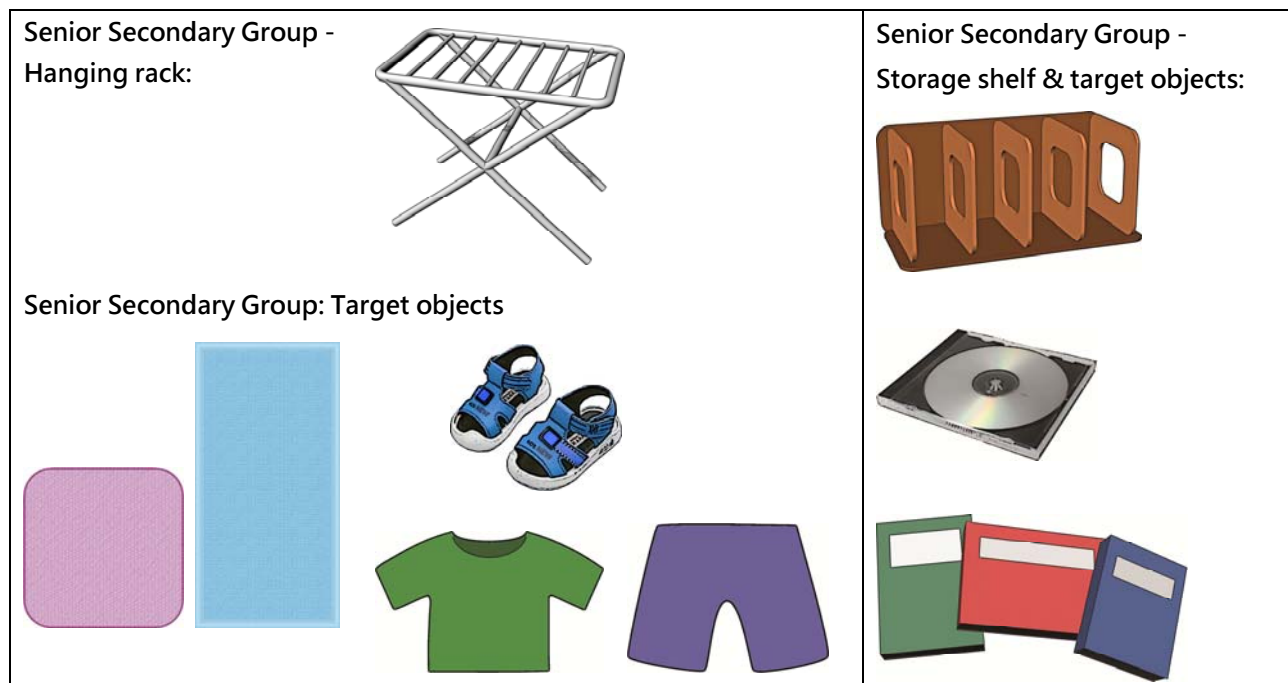 Senior Secondary Group -
Hanging rack:
Senior Secondary Group: Target objects
Senior Secondary Group -
Storage shelf & target objects: